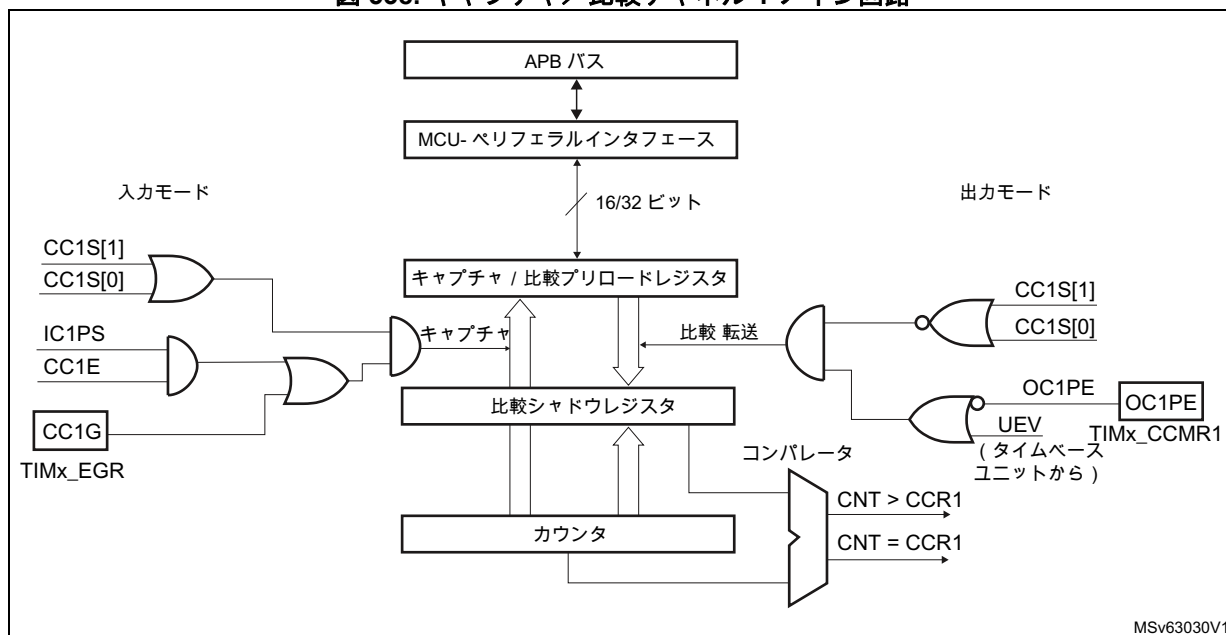 APB バス
MCU- ペリフェラルインタフェース
入力モード
16/32 ビット
出力モード
CC1S[1]
CC1S[0]
キャプチャ / 比較プリロードレジスタ
CC1S[1]
CC1S[0]
IC1PS
CC1E
キャプチャ
比較 転送
CC1G
TIMx_EGR
比較シャドウレジスタ
OC1PE
OC1PE
UEV
TIMx_CCMR1
( タイムベース
ユニットから )
コンパレータ
CNT > CCR1
カウンタ
CNT = CCR1
MSv63030V1